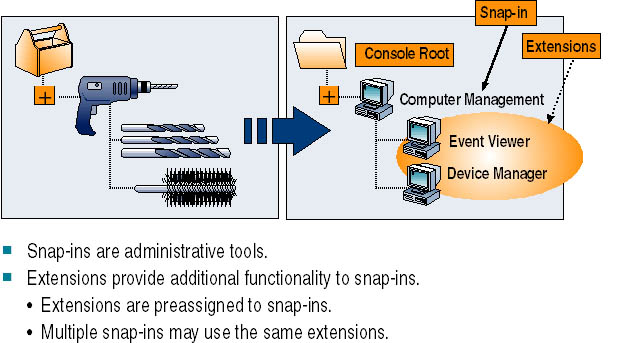 Snap-in
Extensions
Console Root
Computer Management
Event Viewer
Device Manager
Snap-ins are administrative tools.
Extensions provide additional functionality to snap-ins.
• Extensions are preassigned to snap-ins.
• Multiple snap-ins may use the same extensions.